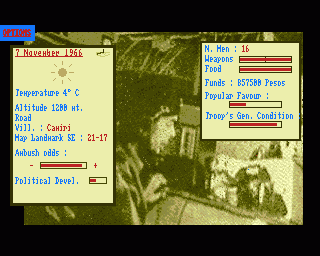 OPTIONS
7 November 1966
Temperature 4° C
Altitude 1200 mt.
Road
Vill. : Camiri
Map Landmark SE : 21-17
Ambush odds :
- +
Political Devel.
N. Men : 16
Weapons
Food
Funds : 857500 Pesos
Popular Favour :
Troop's Gen. Condition